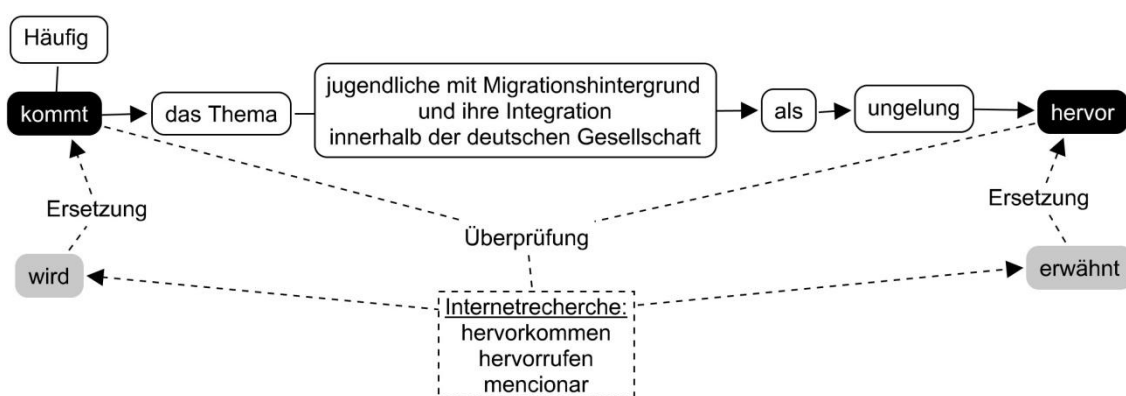 Häufig
kommt
das Thema
jugendliche mit Migrationshintergrund
und ihre Integration
innerhalb der deutschen Gesellschaft
als
ungelung
hervor
Ersetzung
Ersetzung
Überprüfung
wird
erwähnt
Internetrecherche:
hervorkommen
hervorrufen
mencionar